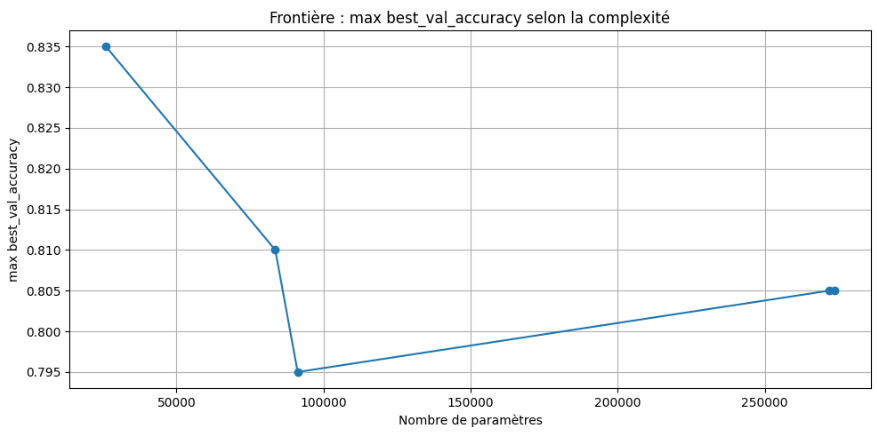 Frontière : max best_val_accuracy selon la complexité
max best_val_accuracy
0.835
0.830
0.825
0.820
0.815
0.810
0.805
0.800
0.795
50000 100000 150000 200000 250000
Nombre de paramètres